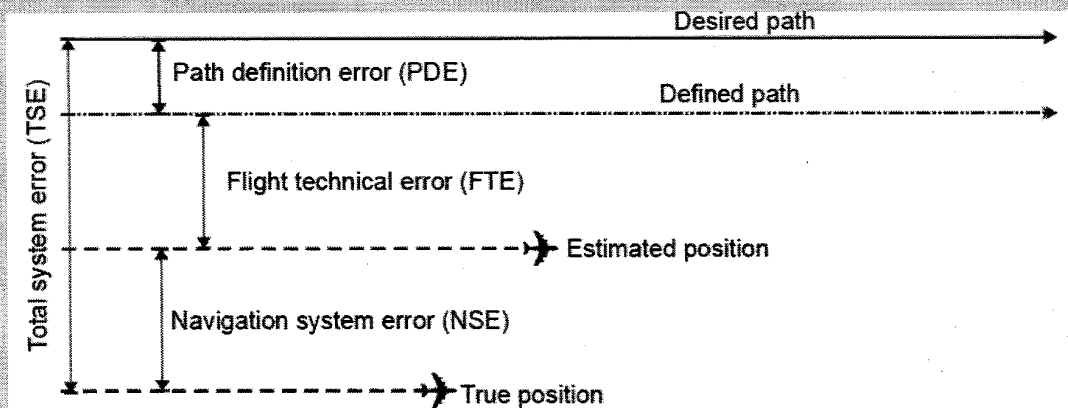 Desired path
Path definition error (PDE)
Defined path
Total system error (TSE)
Flight technical error (FTE)
Estimated position
Navigation system error (NSE)
True position